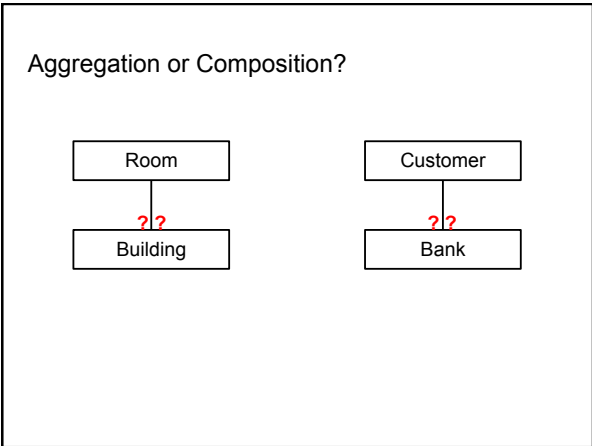 Aggregation or Composition?
Room
Customer
??
??
Building
Bank